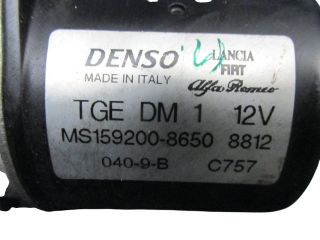 DENSO LANCIA
MADE IN ITALY FIAT
Alfa Romeo
TGE DM 1 12V
MS159200-8650 8812
040-9-B C757